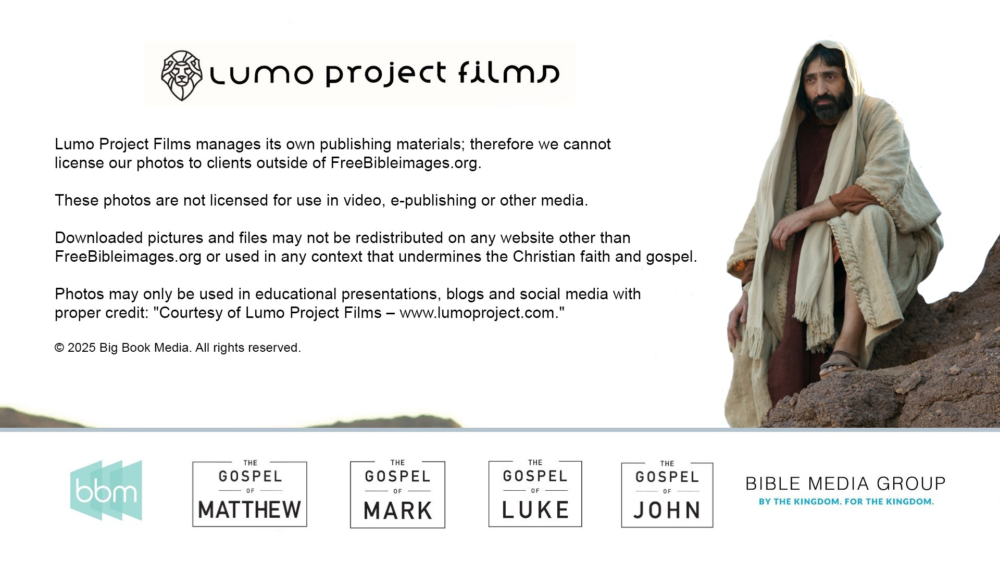 Lumo project films
Lumo Project Films manages its own publishing materials; therefore we cannot
license our photos to clients outside of FreeBibleimages.org.
These photos are not licensed for use in video, e-publishing or other media.
Downloaded pictures and files may not be redistributed on any website other than
FreeBibleimages.org or used in any context that undermines the Christian faith and gospel.
Photos may only be used in educational presentations, blogs and social media with
proper credit: "Courtesy of Lumo Project Films – www.lumoproject.com."
© 2025 Big Book Media. All rights reserved.
bbm
THE
GOSPEL
OF
MATTHEW
THE
GOSPEL
OF
MARK
THE
GOSPEL
OF
LUKE
THE
GOSPEL
OF
JOHN
BIBLE MEDIA GROUP
BY THE KINGDOM. FOR THE KINGDOM.